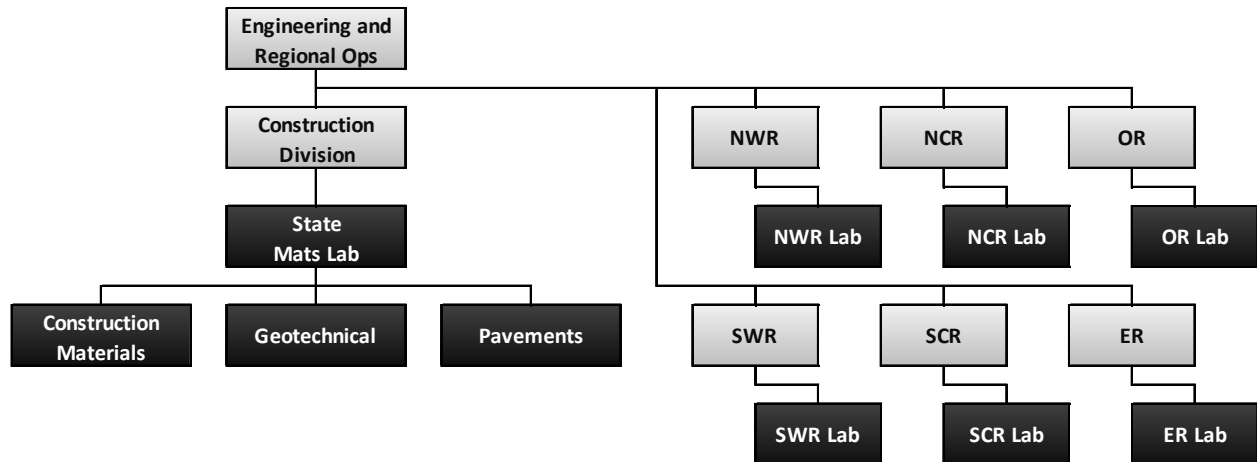 Engineering and
Regional Ops
Construction
Division
NWR
NCR
OR
State
Mats Lab
NWR Lab
NCR Lab
OR Lab
Construction
Materials
Geotechnical
Pavements
SWR
SCR
ER
SWR Lab
SCR Lab
ER Lab